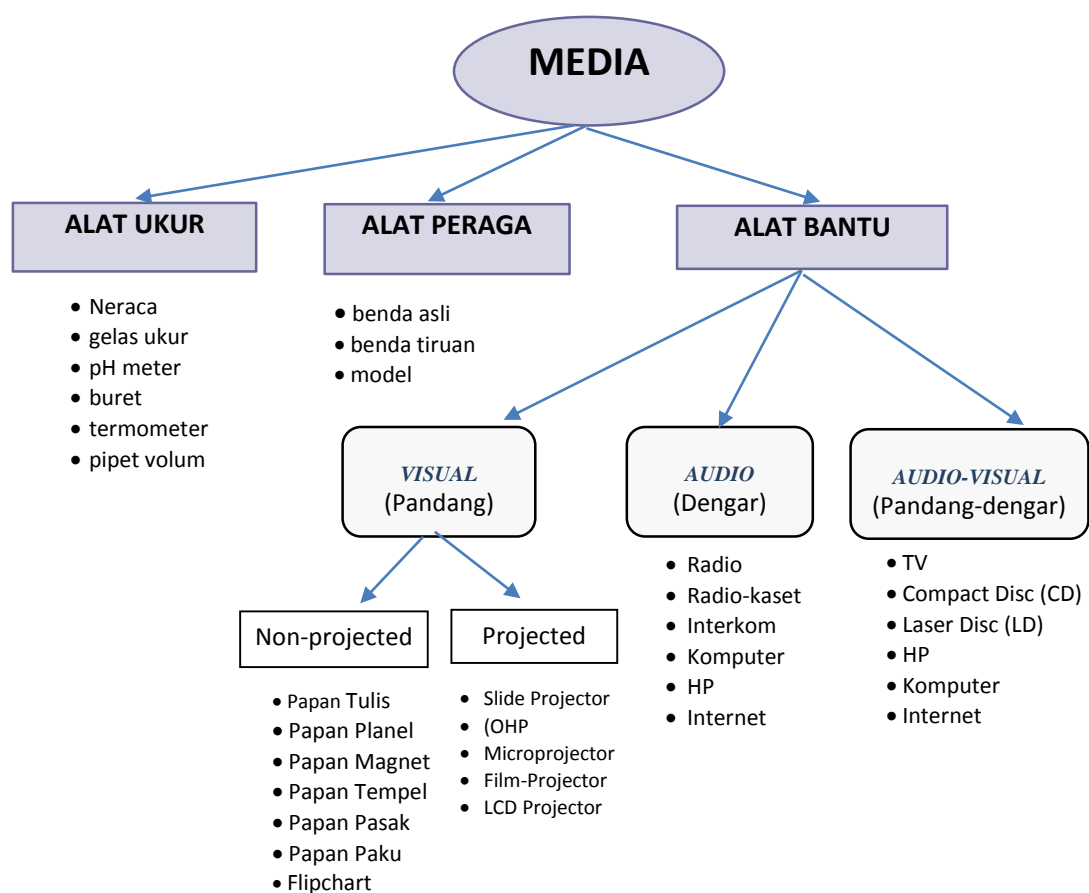 MEDIA
ALAT UKUR
• Neraca
• gelas ukur
• pH meter
• buret
• termometer
• pipet volum
ALAT PERAGA
• benda asli
• benda tiruan
• model
ALAT BANTU
VISUAL
(Pandang)
Non-projected
• Papan Tulis
• Papan Planel
• Papan Magnet
• Papan Tempel
• Papan Pasak
• Papan Paku
• Flipchart
Projected
• Slide Projector
• (OHP
• Microprojector
• Film-Projector
• LCD Projector
AUDIO
(Dengar)
• Radio
• Radio-kaset
• Interkom
• Komputer
• HP
• Internet
AUDIO-VISUAL
(Pandang-dengar)
• TV
• Compact Disc (CD)
• Laser Disc (LD)
• HP
• Komputer
• Internet